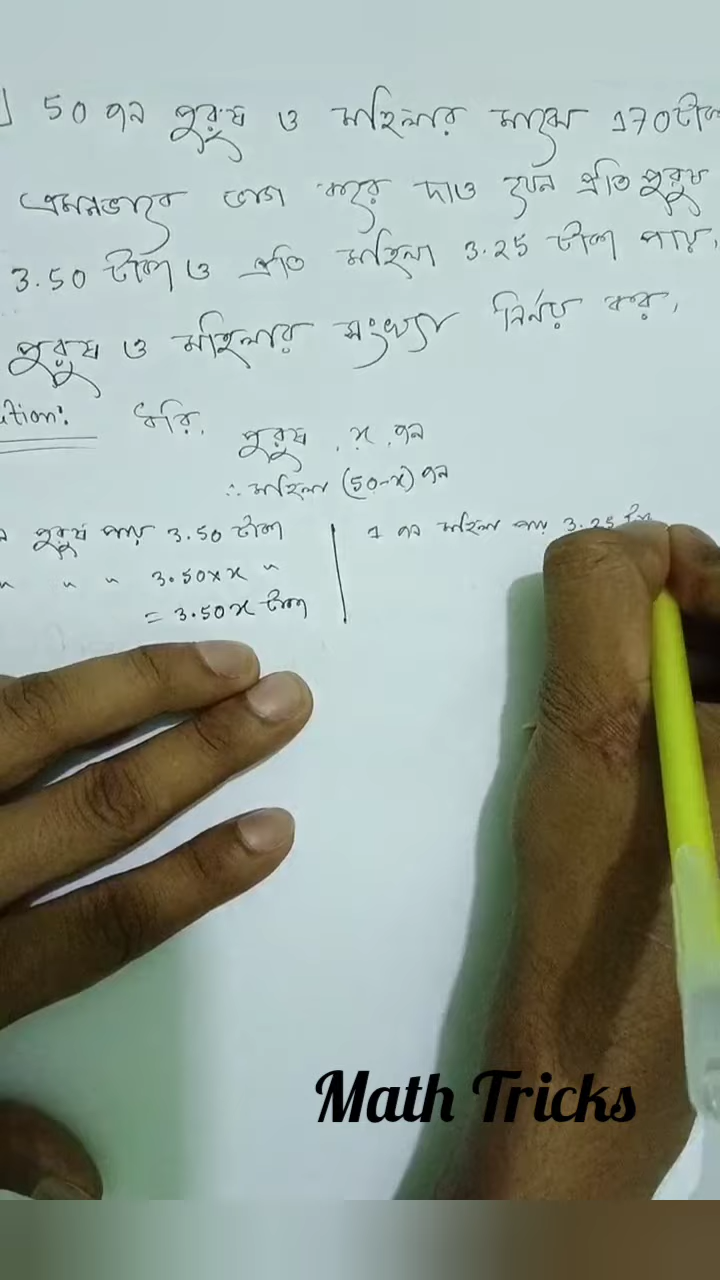 50 জন পুরুষ ও মহিলার মাঝে 170 টাকা
এমনভাবে ভাগ করে দাও যেন প্রতি পুরুষ
3.50 টাকা ও প্রতি মহিলা 3.25 টাকা পায়,
পুরুষ ও মহিলার সংখ্যা নির্ণয় কর,
ution: ধরি, পুরুষ, x জন
∴ মহিলা (50-x) জন
পুরুষ পায় 3.50 টাকা
" " " 3.50×x "
= 3.50x টাকা
1 জন মহিলা পায় 3.25
Math Tricks